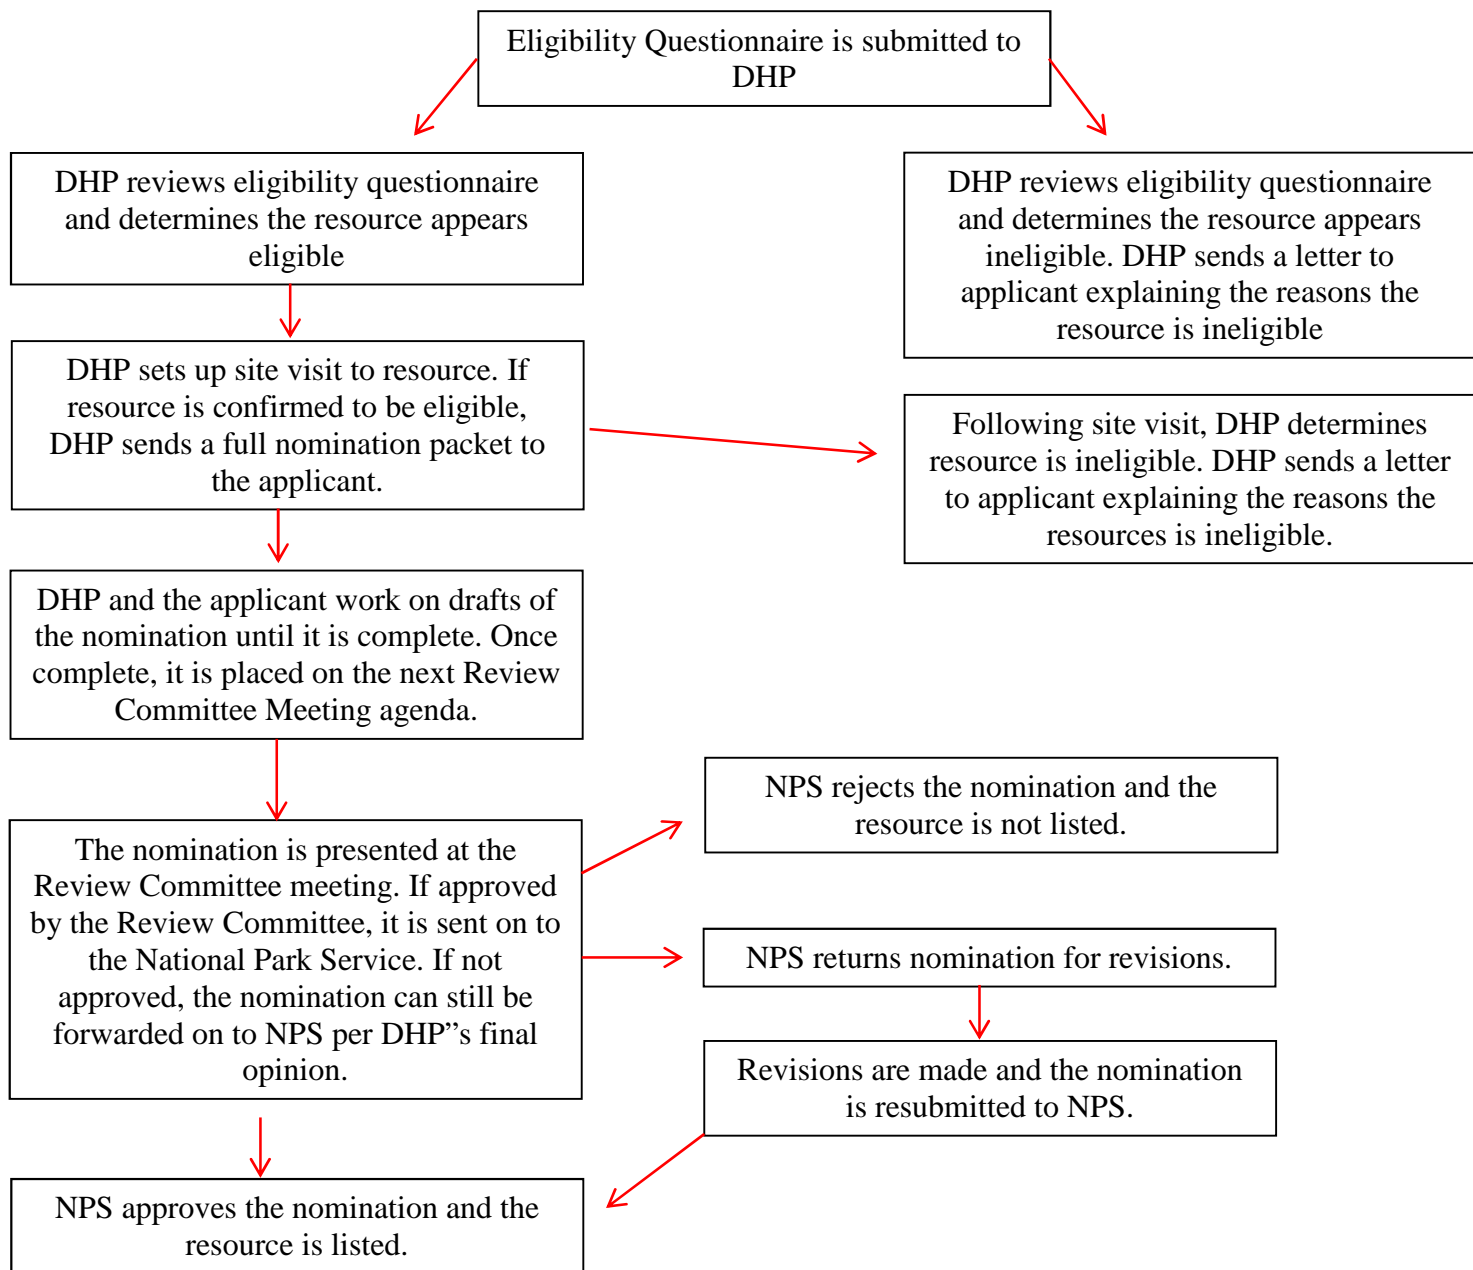 Eligibility Questionnaire is submitted to
DHP
DHP reviews eligibility questionnaire
and determines the resource appears
eligible
DHP reviews eligibility questionnaire
and determines the resource appears
ineligible. DHP sends a letter to
applicant explaining the reasons the
resource is ineligible
DHP sets up site visit to resource. If
resource is confirmed to be eligible,
DHP sends a full nomination packet to
the applicant.
Following site visit, DHP determines
resource is ineligible. DHP sends a letter
to applicant explaining the reasons the
resources is ineligible.
DHP and the applicant work on drafts of
the nomination until it is complete. Once
complete, it is placed on the next Review
Committee Meeting agenda.
The nomination is presented at the
Review Committee meeting. If approved
by the Review Committee, it is sent on to
the National Park Service. If not
approved, the nomination can still be
forwarded on to NPS per DHP”s final
opinion.
NPS rejects the nomination and the
resource is not listed.
NPS returns nomination for revisions.
Revisions are made and the nomination
is resubmitted to NPS.
NPS approves the nomination and the
resource is listed.